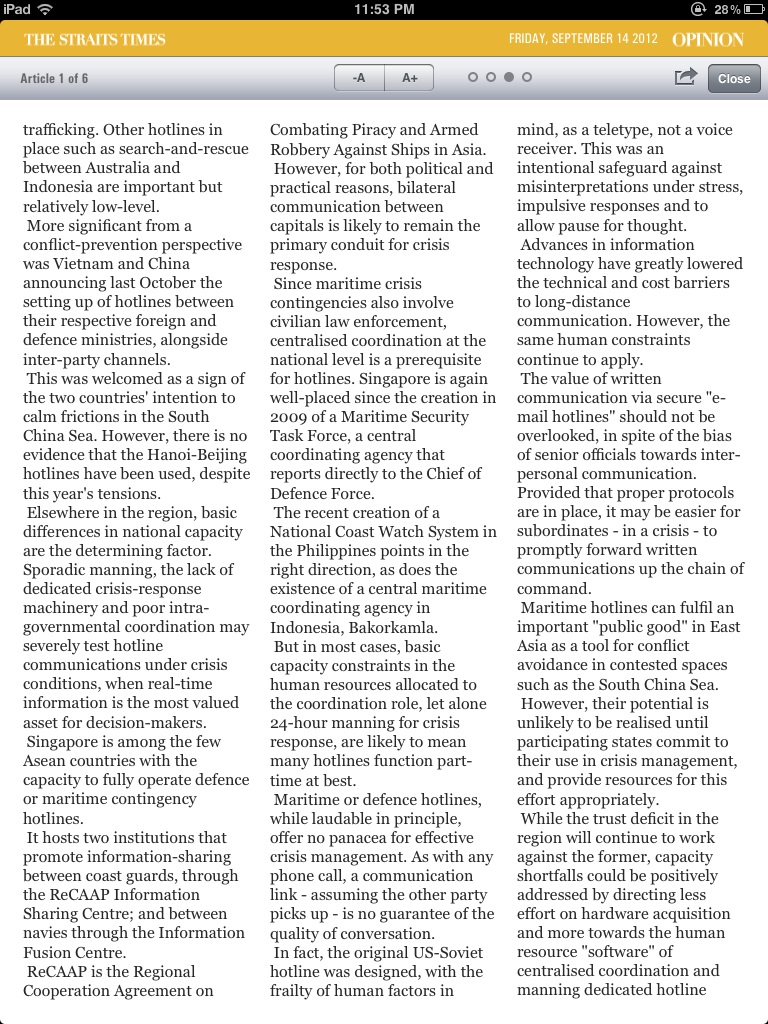 iPad
11:53 PM
28%
THE STRAITS TIMES
FRIDAY, SEPTEMBER 14 2012 OPINION
Article 1 of 6
-A
A+
Close
trafficking. Other hotlines in
place such as search-and-rescue
between Australia and
Indonesia are important but
relatively low-level.
More significant from a
conflict-prevention perspective
was Vietnam and China
announcing last October the
setting up of hotlines between
their respective foreign and
defence ministries, alongside
inter-party channels.
This was welcomed as a sign of
the two countries' intention to
calm frictions in the South
China Sea. However, there is no
evidence that the Hanoi-Beijing
hotlines have been used, despite
this year's tensions.
Elsewhere in the region, basic
differences in national capacity
are the determining factor.
Sporadic manning, the lack of
dedicated crisis-response
machinery and poor intra-
governmental coordination may
severely test hotline
communications under crisis
conditions, when real-time
information is the most valued
asset for decision-makers.
Singapore is among the few
Asean countries with the
capacity to fully operate defence
or maritime contingency
hotlines.
It hosts two institutions that
promote information-sharing
between coast guards, through
the ReCAAP Information
Sharing Centre; and between
navies through the Information
Fusion Centre.
ReCAAP is the Regional
Cooperation Agreement on
Combating Piracy and Armed
Robbery Against Ships in Asia.
However, for both political and
practical reasons, bilateral
communication between
capitals is likely to remain the
primary conduit for crisis
response.
Since maritime crisis
contingencies also involve
civilian law enforcement,
centralised coordination at the
national level is a prerequisite
for hotlines. Singapore is again
well-placed since the creation in
2009 of a Maritime Security
Task Force, a central
coordinating agency that
reports directly to the Chief of
Defence Force.
The recent creation of a
National Coast Watch System in
the Philippines points in the
right direction, as does the
existence of a central maritime
coordinating agency in
Indonesia, Bakorkamla.
But in most cases, basic
capacity constraints in the
human resources allocated to
the coordination role, let alone
24-hour manning for crisis
response, are likely to mean
many hotlines function part-
time at best.
Maritime or defence hotlines,
while laudable in principle,
offer no panacea for effective
crisis management. As with any
phone call, a communication
link - assuming the other party
picks up - is no guarantee of the
quality of conversation.
In fact, the original US-Soviet
hotline was designed, with the
frailty of human factors in
mind, as a teletype, not a voice
receiver. This was an
intentional safeguard against
misinterpretations under stress,
impulsive responses and to
allow pause for thought.
Advances in information
technology have greatly lowered
the technical and cost barriers
to long-distance
communication. However, the
same human constraints
continue to apply.
The value of written
communication via secure "e-
mail hotlines" should not be
overlooked, in spite of the bias
of senior officials towards inter-
personal communication.
Provided that proper protocols
are in place, it may be easier for
subordinates - in a crisis - to
promptly forward written
communications up the chain of
command.
Maritime hotlines can fulfil an
important "public good" in East
Asia as a tool for conflict
avoidance in contested spaces
such as the South China Sea.
However, their potential is
unlikely to be realised until
participating states commit to
their use in crisis management,
and provide resources for this
effort appropriately.
While the trust deficit in the
region will continue to work
against the former, capacity
shortfalls could be positively
addressed by directing less
effort on hardware acquisition
and more towards the human
resource "software" of
centralised coordination and
manning dedicated hotline